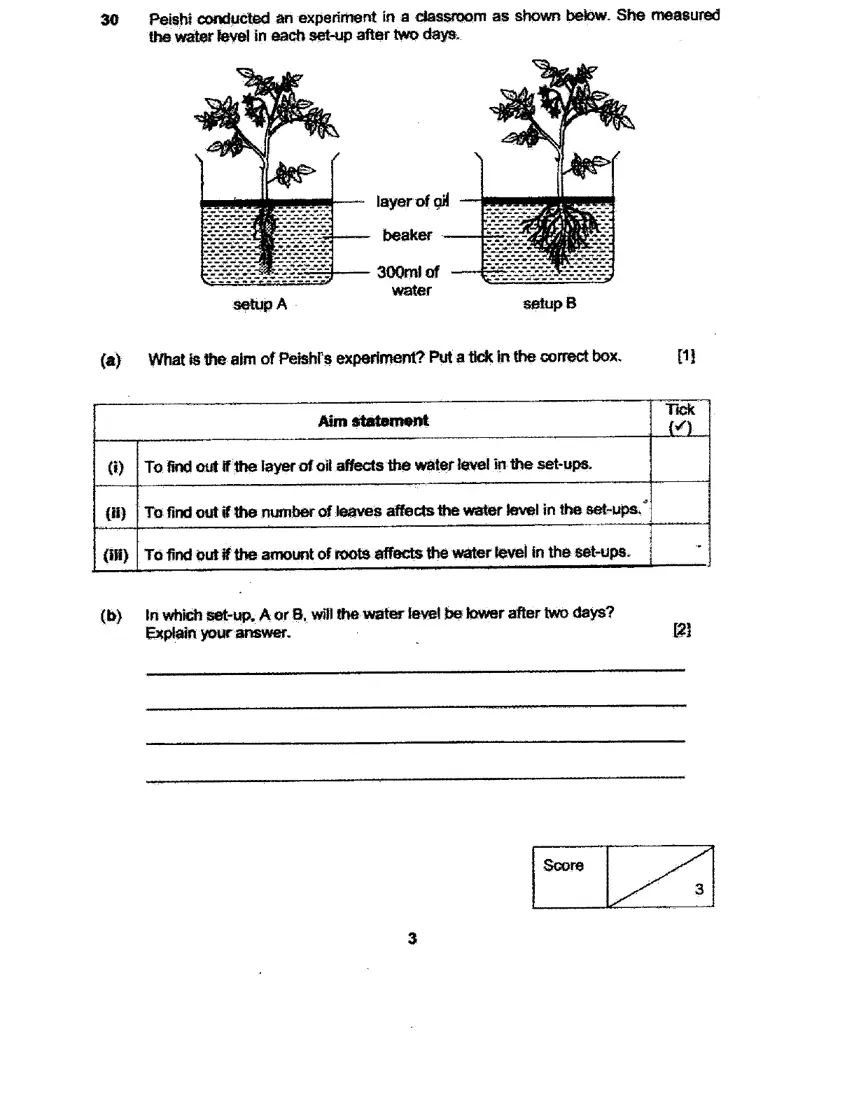 30 Peishi conducted an experiment in a classroom as shown below. She measured
the water level in each set-up after two days.
layer of oil
beaker
300ml of
water
setup A
setup B
(a) What is the aim of Peishi's experiment? Put a tick in the correct box. [1]
Aim statement
Tick
(✓)
(i) To find out if the layer of oil affects the water level in the set-ups.
(ii) To find out if the number of leaves affects the water level in the set-ups.
(iii) To find out if the amount of roots affects the water level in the set-ups.
(b) In which set-up, A or B, will the water level be lower after two days?
Explain your answer. [2]
Score
3
3